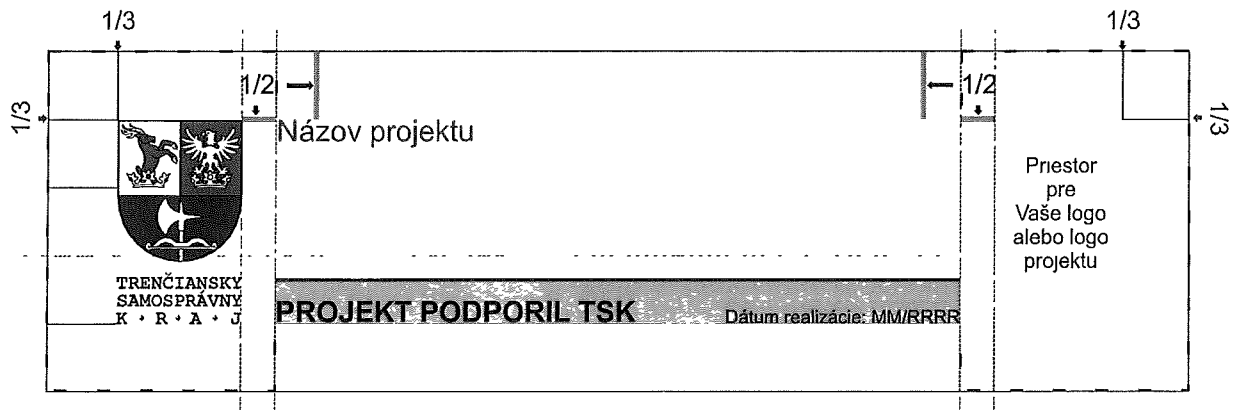 1/3
1/3
1/2
1/2
1/3
Názov projektu
1/3
Priestor
pre
Vaše logo
alebo logo
projektu
TRENČIANSKY
SAMOSPRÁVNY
K · R · A · J
PROJEKT PODPORIL TSK
Dátum realizácie: MM/RRRR